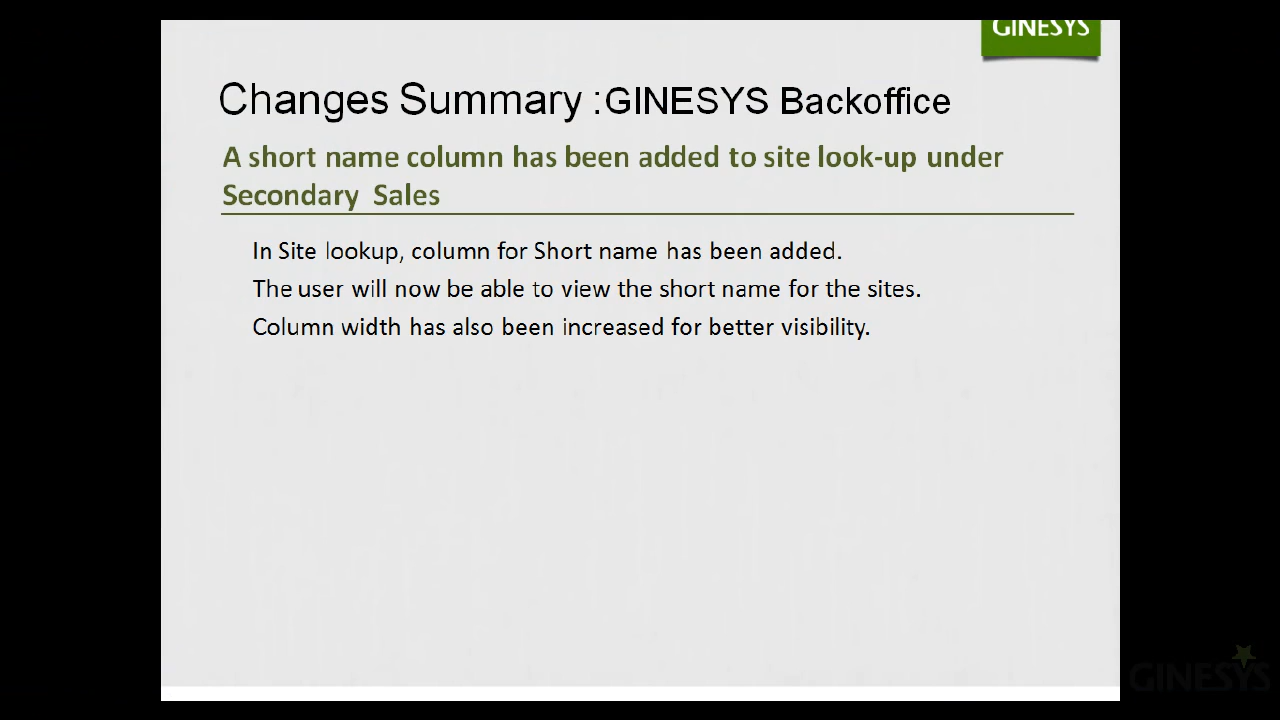 GINESYS
Changes Summary :GINESYS Backoffice
A short name column has been added to site look-up under
Secondary Sales
In Site lookup, column for Short name has been added.
The user will now be able to view the short name for the sites.
Column width has also been increased for better visibility.
GINESYS